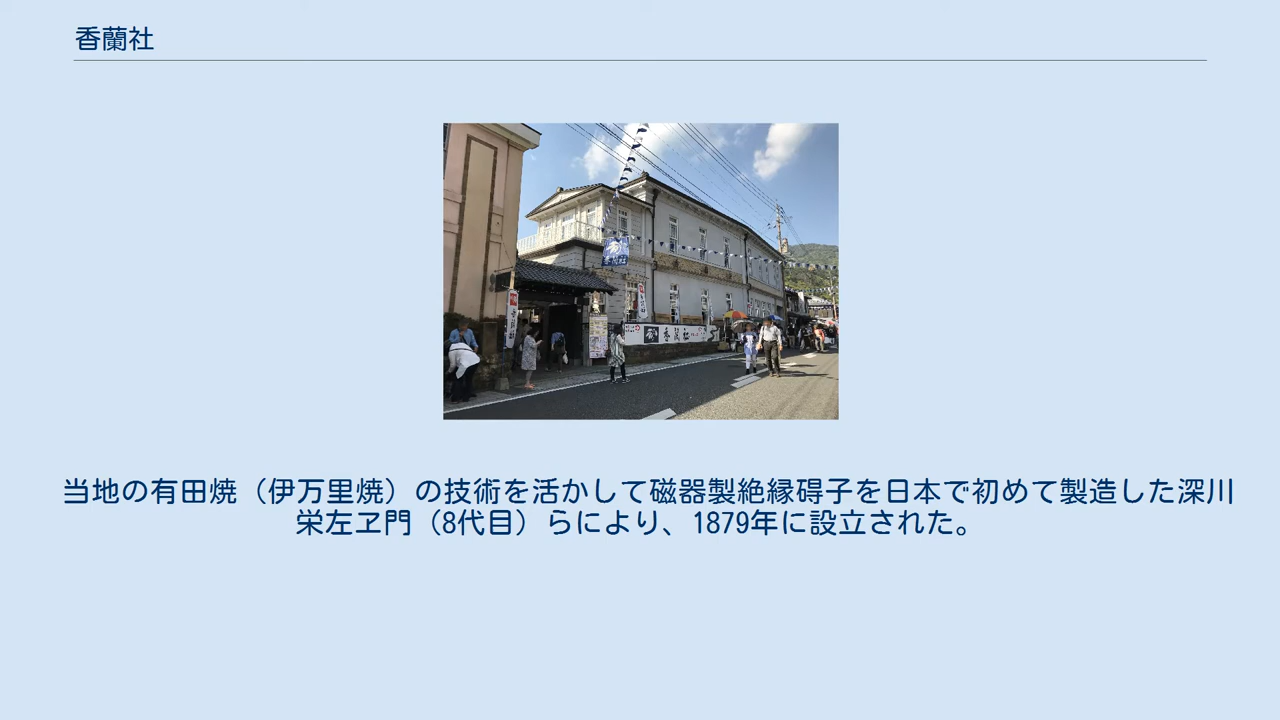 香蘭社
香蘭社
当地の有田焼（伊万里焼）の技術を活かして磁器製絶縁碍子を日本で初めて製造した深川
栄左ヱ門（8代目）らにより、1879年に設立された。